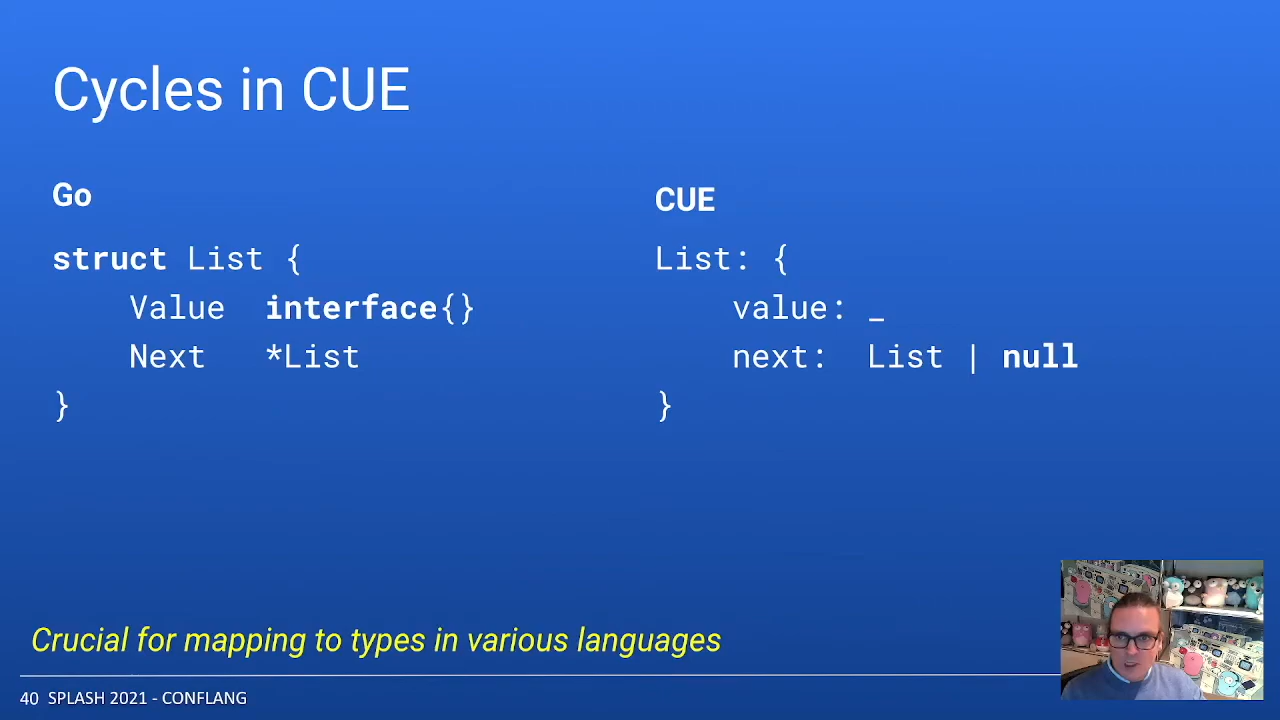 Cycles in CUE
Go
struct List {
Value interface{}
Next *List
}
CUE
List: {
value: _
next: List | null
}
Crucial for mapping to types in various languages
40 SPLASH 2021 - CONFLANG